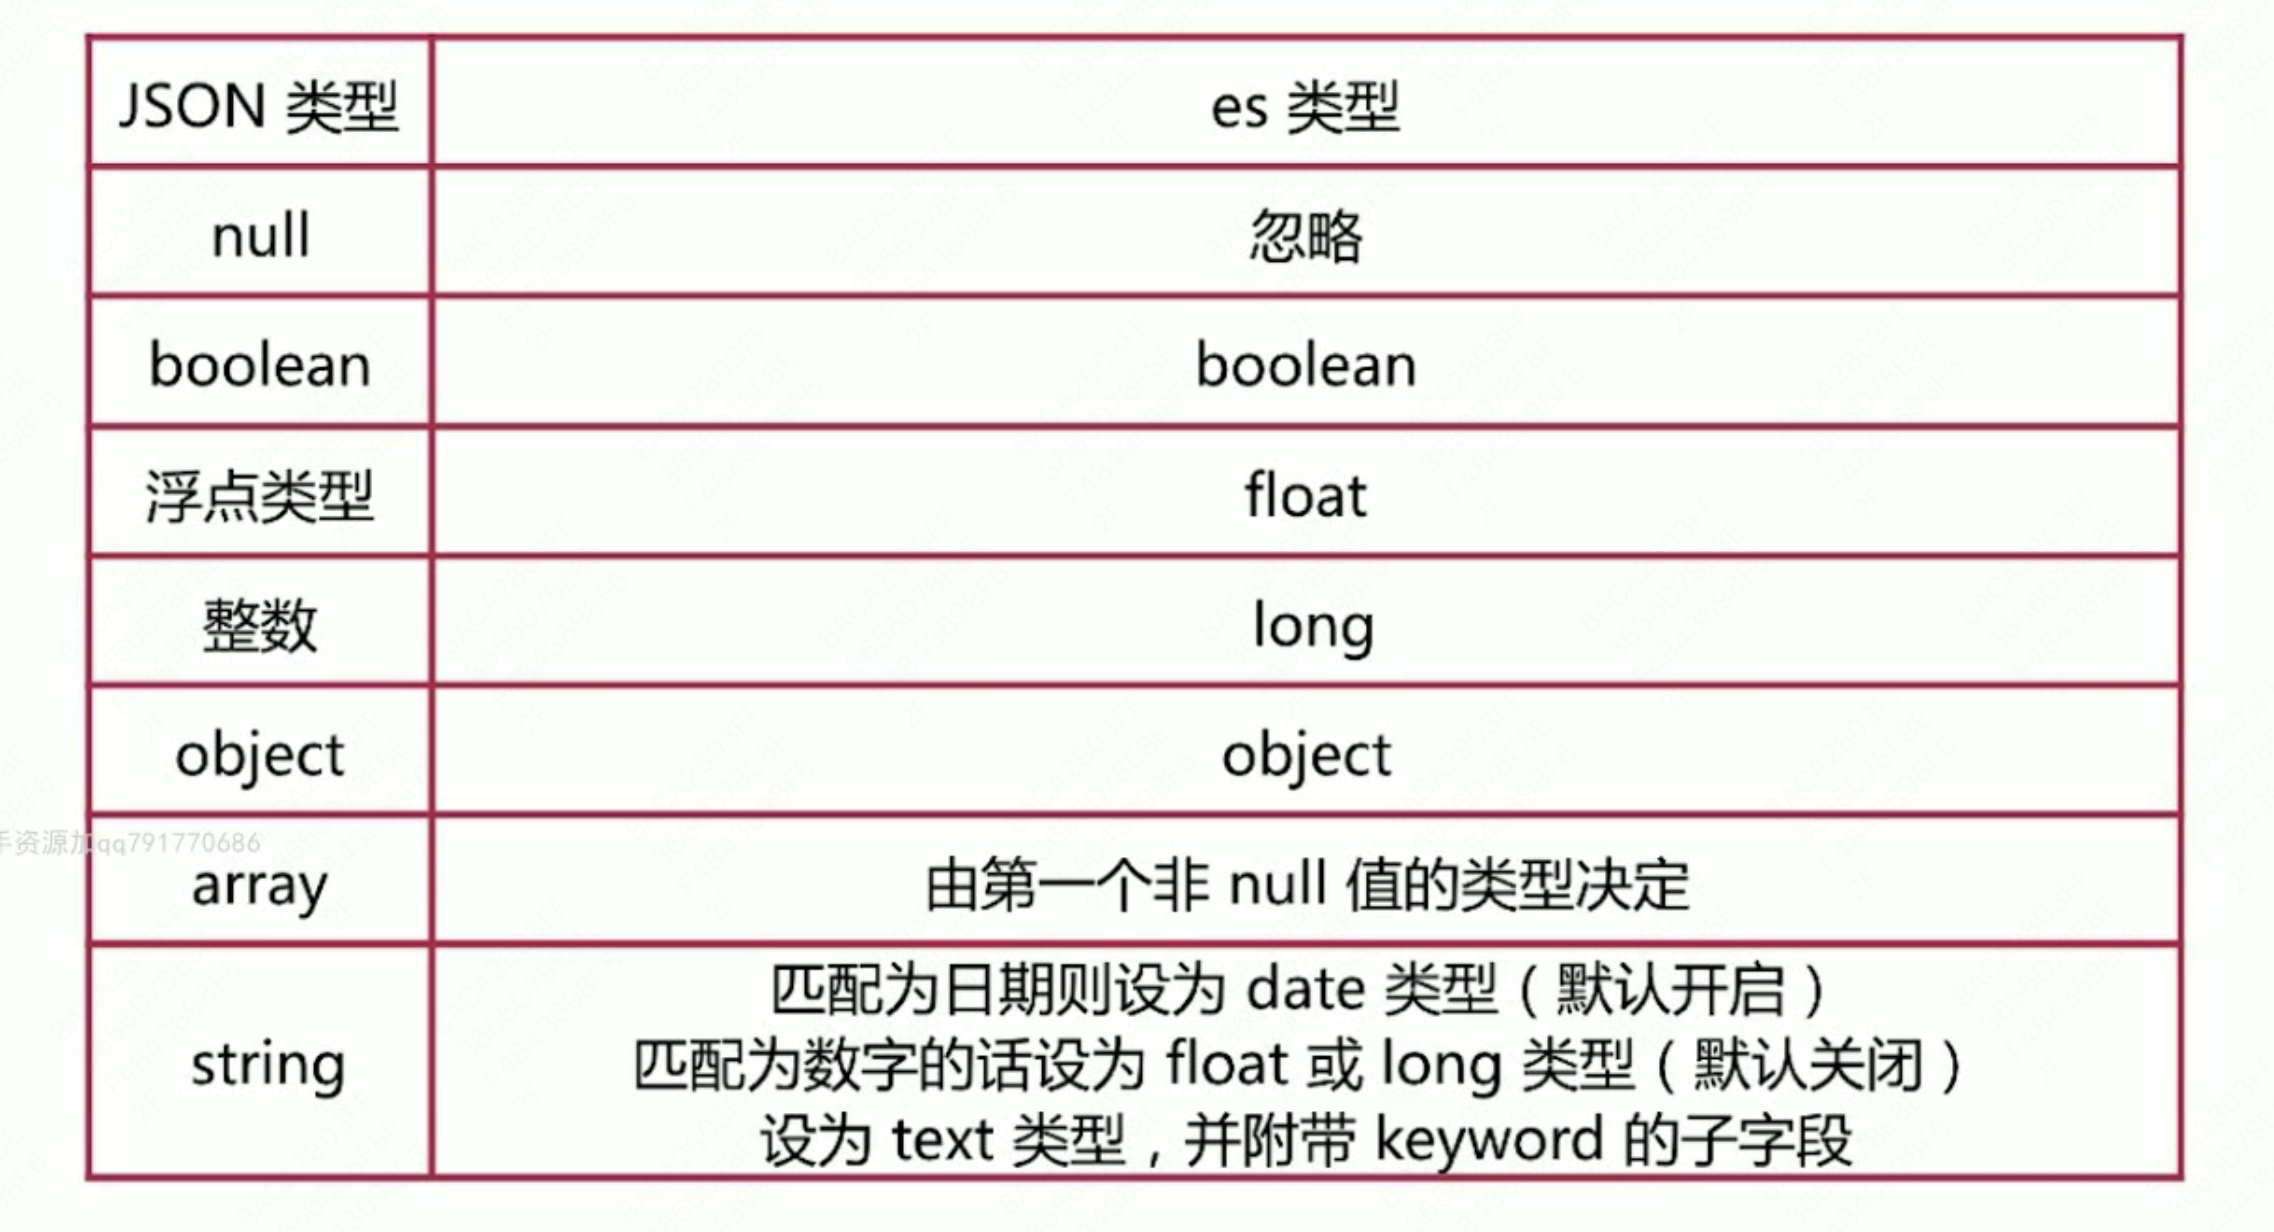 JSON 类型
es 类型
null
忽略
boolean
boolean
浮点类型
float
整数
long
object
object
手资源加qq791770686
array
由第一个非 null 值的类型决定
string
匹配为日期则设为 date 类型（默认开启）
匹配为数字的话设为 float 或 long 类型（默认关闭）
设为 text 类型，并附带 keyword 的子字段